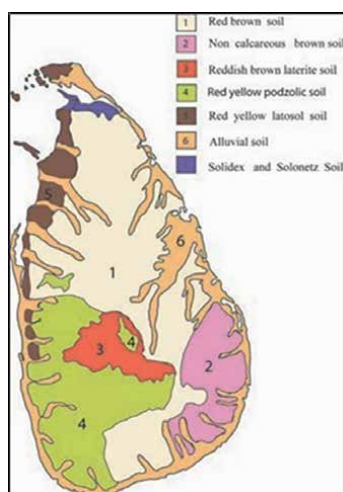 1 Red brown soil
2 Non calcareous brown soil
3 Reddish brown laterite soil
4 Red yellow podzolic soil
5 Red yellow latosol soil
6 Alluvial soil
Solidex and Solonetz Soil
5
6
1
4
3
2
4